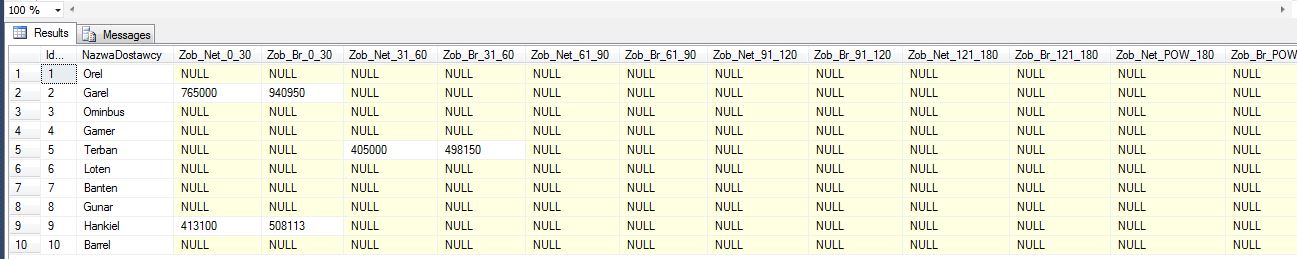 100 %
Results Messages
Id... NazwaDostawcy Zob_Net_0_30 Zob_Br_0_30 Zob_Net_31_60 Zob_Br_31_60 Zob_Net_61_90 Zob_Br_61_90 Zob_Net_91_120 Zob_Br_91_120 Zob_Net_121_180 Zob_Br_121_180 Zob_Net_POW_180 Zob_Br_POW
1 1 Orel NULL NULL NULL NULL NULL NULL NULL NULL NULL NULL NULL NULL
2 2 Garel 765000 940950 NULL NULL NULL NULL NULL NULL NULL NULL NULL NULL
3 3 Ominbus NULL NULL NULL NULL NULL NULL NULL NULL NULL NULL NULL NULL
4 4 Gamer NULL NULL NULL NULL NULL NULL NULL NULL NULL NULL NULL NULL
5 5 Terban NULL NULL 405000 498150 NULL NULL NULL NULL NULL NULL NULL NULL
6 6 Loten NULL NULL NULL NULL NULL NULL NULL NULL NULL NULL NULL NULL
7 7 Banten NULL NULL NULL NULL NULL NULL NULL NULL NULL NULL NULL NULL
8 8 Gunar NULL NULL NULL NULL NULL NULL NULL NULL NULL NULL NULL NULL
9 9 Hankiel 413100 508113 NULL NULL NULL NULL NULL NULL NULL NULL NULL NULL
10 10 Barrel NULL NULL NULL NULL NULL NULL NULL NULL NULL NULL NULL NULL